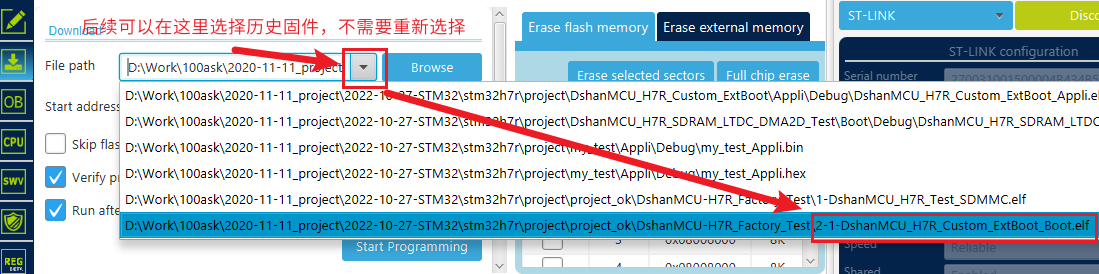 后续可以在这里选择历史固件，不需要重新选择
Download
File path
D:\Work\100ask\2020-11-11_project
Browse
Start address
Skip flas
Verify pr
Run after
D:\Work\100ask\2020-11-11_project\2022-10-27-STM32\stm32h7r\project\DshanMCU_H7R_Custom_ExtBoot\Appli\Debug\DshanMCU_H7R_Custom_ExtBoot_Appli.el
D:\Work\100ask\2020-11-11_project\2022-10-27-STM32\stm32h7r\project\DshanMCU_H7R_SDRAM_LTDC_DMA2D_Test\Boot\Debug\DshanMCU_H7R_SDRAM_LTDC
D:\Work\100ask\2020-11-11_project\2022-10-27-STM32\stm32h7r\project\my_test\Appli\Debug\my_test_Appli.bin
D:\Work\100ask\2020-11-11_project\2022-10-27-STM32\stm32h7r\project\my_test\Appli\Debug\my_test_Appli.hex
D:\Work\100ask\2020-11-11_project\2022-10-27-STM32\stm32h7r\project\project_ok\DshanMCU-H7R_Factory_Test\1-DshanMCU_H7R_Test_SDMMC.elf
D:\Work\100ask\2020-11-11_project\2022-10-27-STM32\stm32h7r\project\project_ok\DshanMCU-H7R_Factory_Test\2-1-DshanMCU_H7R_Custom_ExtBoot_Boot.elf
Start Programming
OB
CPU
SWV
REG
Erase flash memory
Erase external memory
Erase selected sectors
Full chip erase
3 0x08006000 8K
4 0x08008000 8K
ST-LINK
Disco
ST-LINK configuration
Serial number
Speed
Reliable
Shared